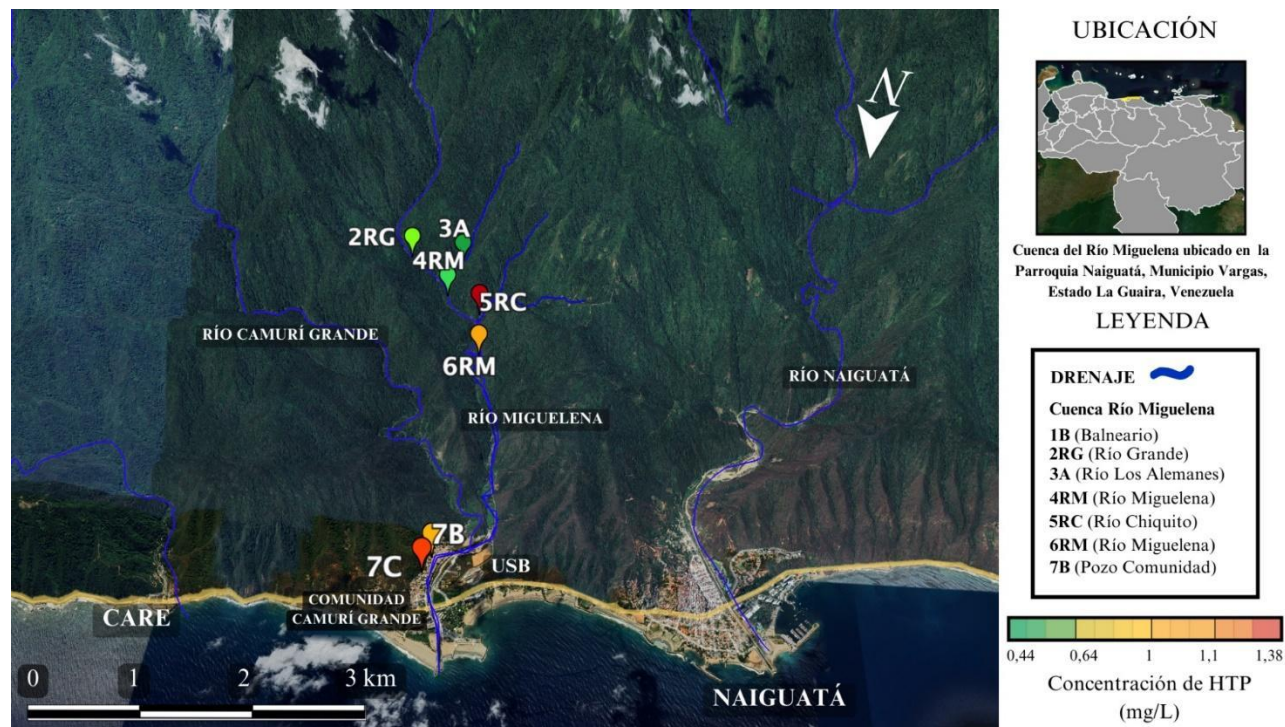 N
2RG
3A
4RM
5RC
RÍO CAMURÍ GRANDE
6RM
RÍO NAIGUATÁ
RÍO MIGUELENA
7B
7C
USB
COMUNIDAD
CAMURÍ GRANDE
CARE
NAIGUATÁ
0 1 2 3 km
UBICACIÓN
Cuenca del Río Miguelena ubicado en la
Parroquia Naiguatá, Municipio Vargas,
Estado La Guaira, Venezuela
LEYENDA
DRENAJE
Cuenca Río Miguelena
1B (Balneario)
2RG (Río Grande)
3A (Río Los Alemanes)
4RM (Río Miguelena)
5RC (Río Chiquito)
6RM (Río Miguelena)
7B (Pozo Comunidad)
0,44 0,64 1 1,1 1,38
Concentración de HTP
(mg/L)